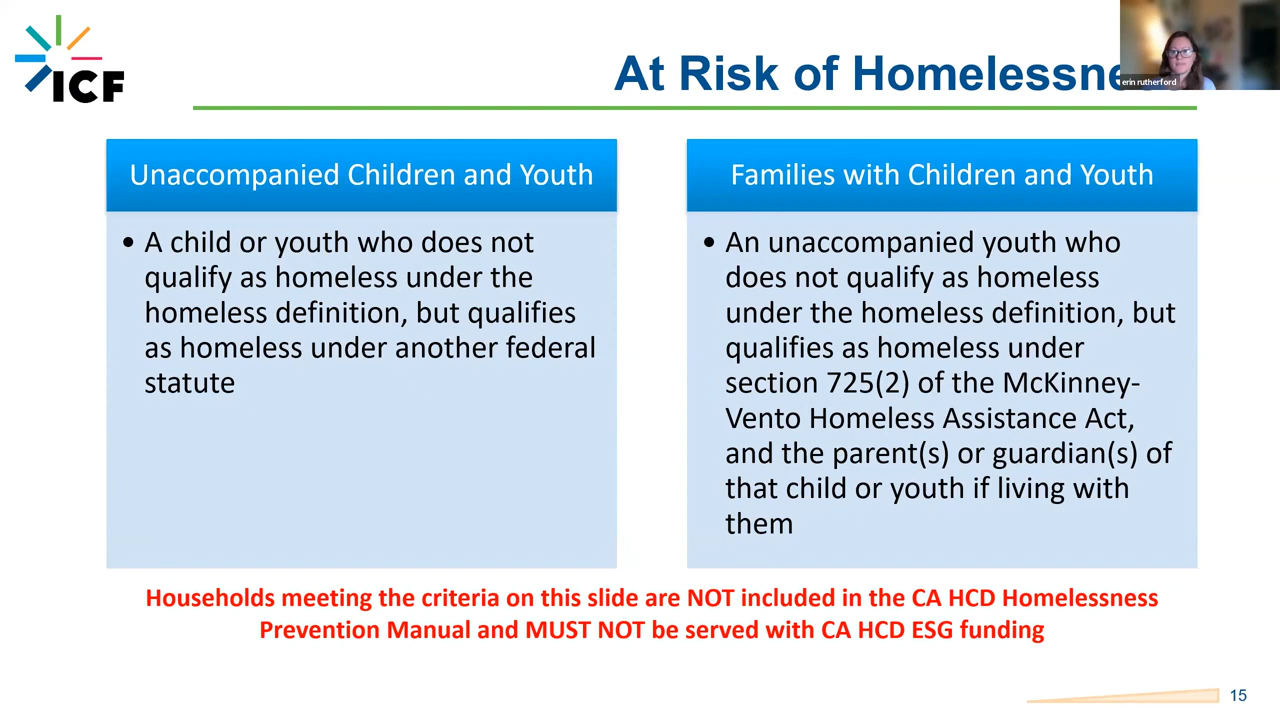 ICF
At Risk of
erin rutherford
Unaccompanied Children and Youth
• A child or youth who does not
qualify as homeless under the
homeless definition, but qualifies
as homeless under another federal
statute
Families with Children and Youth
• An unaccompanied youth who
does not qualify as homeless
under the homeless definition, but
qualifies as homeless under
section 725(2) of the McKinney-
Vento Homeless Assistance Act,
and the parent(s) or guardian(s) of
that child or youth if living with
them
Households meeting the criteria on this slide are NOT included in the CA HCD Homelessness
Prevention Manual and MUST NOT be served with CA HCD ESG funding
15